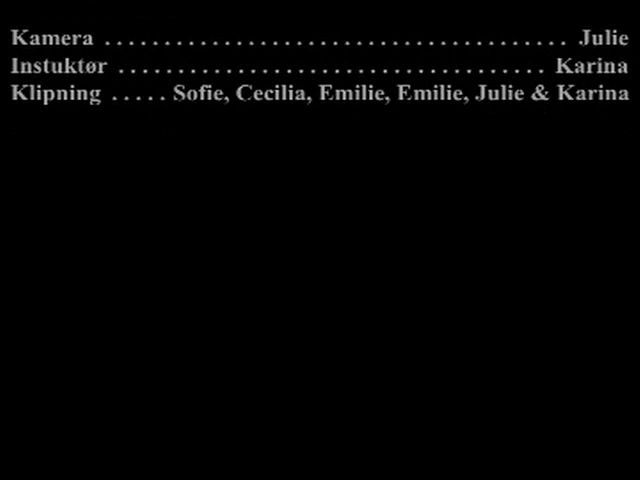 Kamera ....................................... Julie
Instuktør .................................... Karina
Klipning ..... Sofie, Cecilia, Emilie, Emilie, Julie & Karina